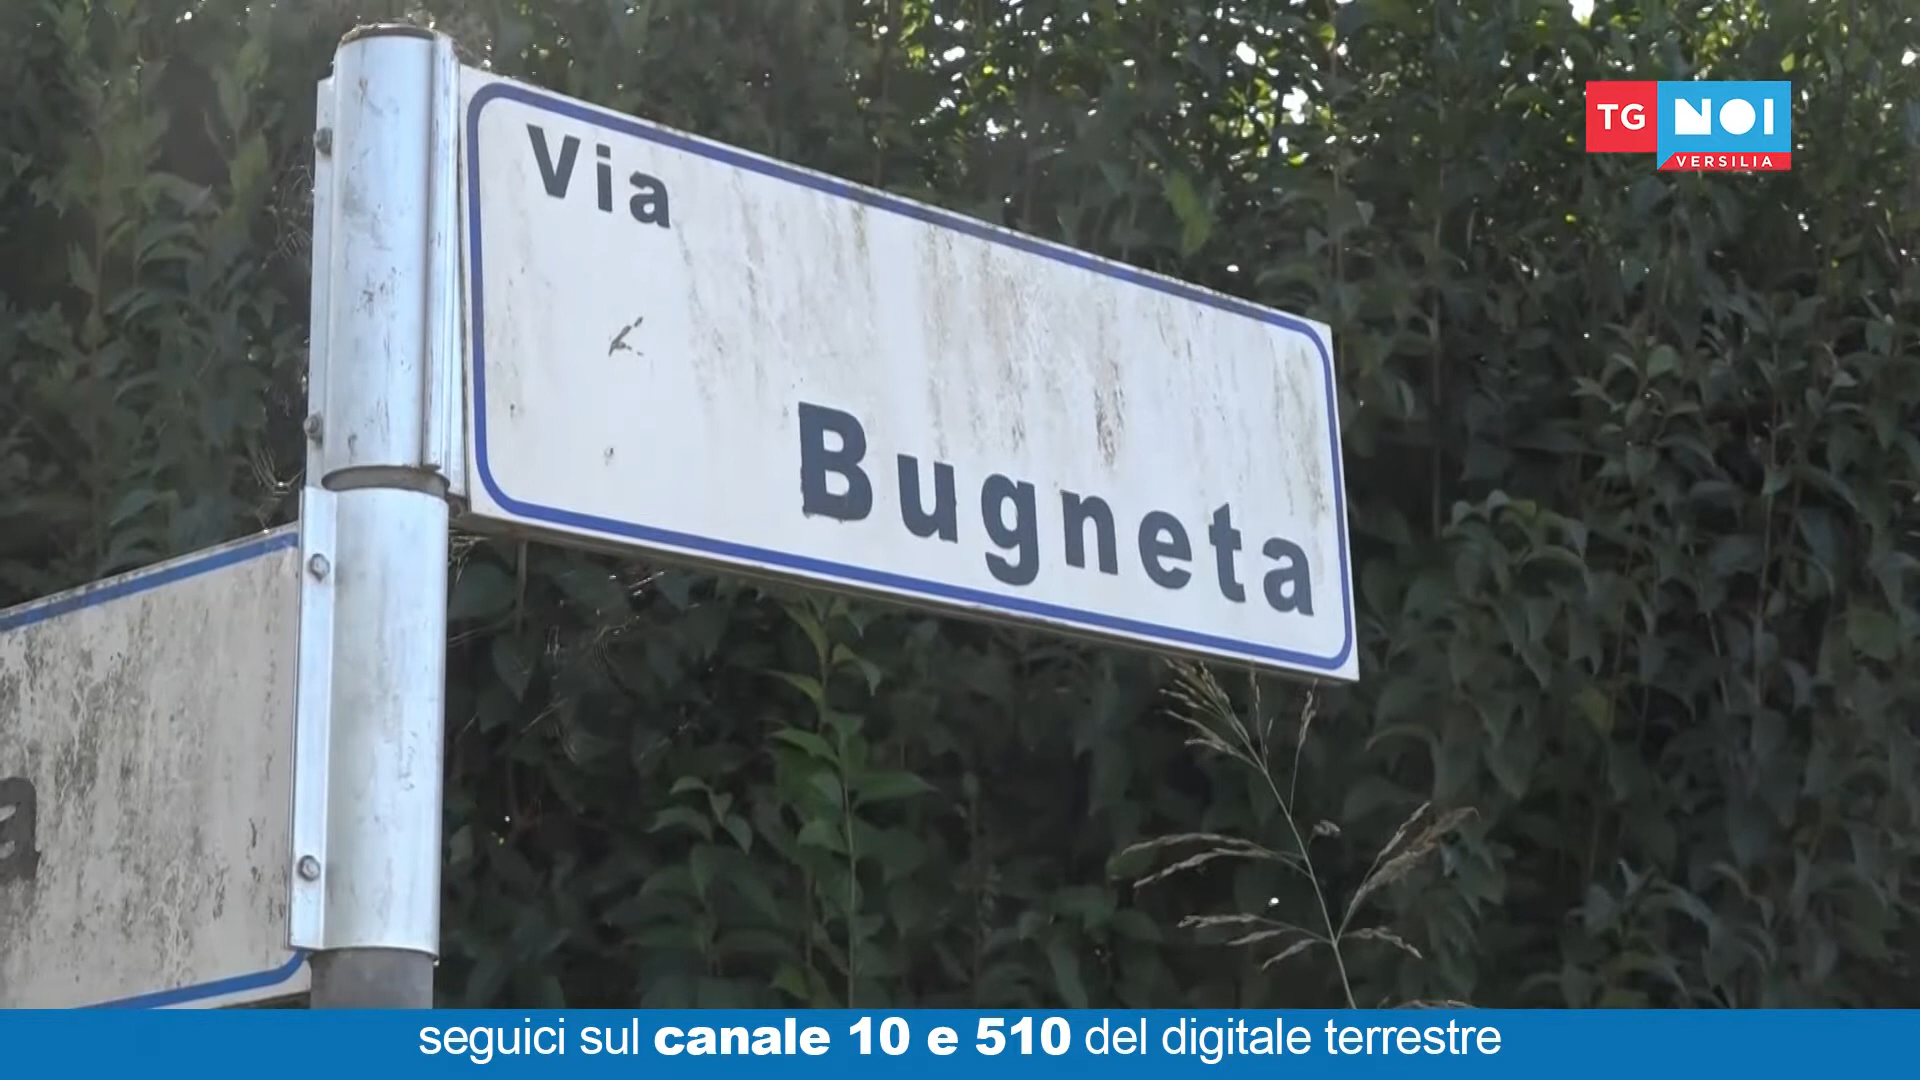 Via
Bugneta
TG NOI
VERSILIA
a
seguici sul canale 10 e 510 del digitale terrestre